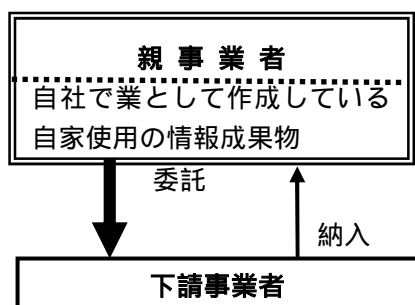 親事業者
自社で業として作成している
自家使用の情報成果物
委託
納入
下請事業者